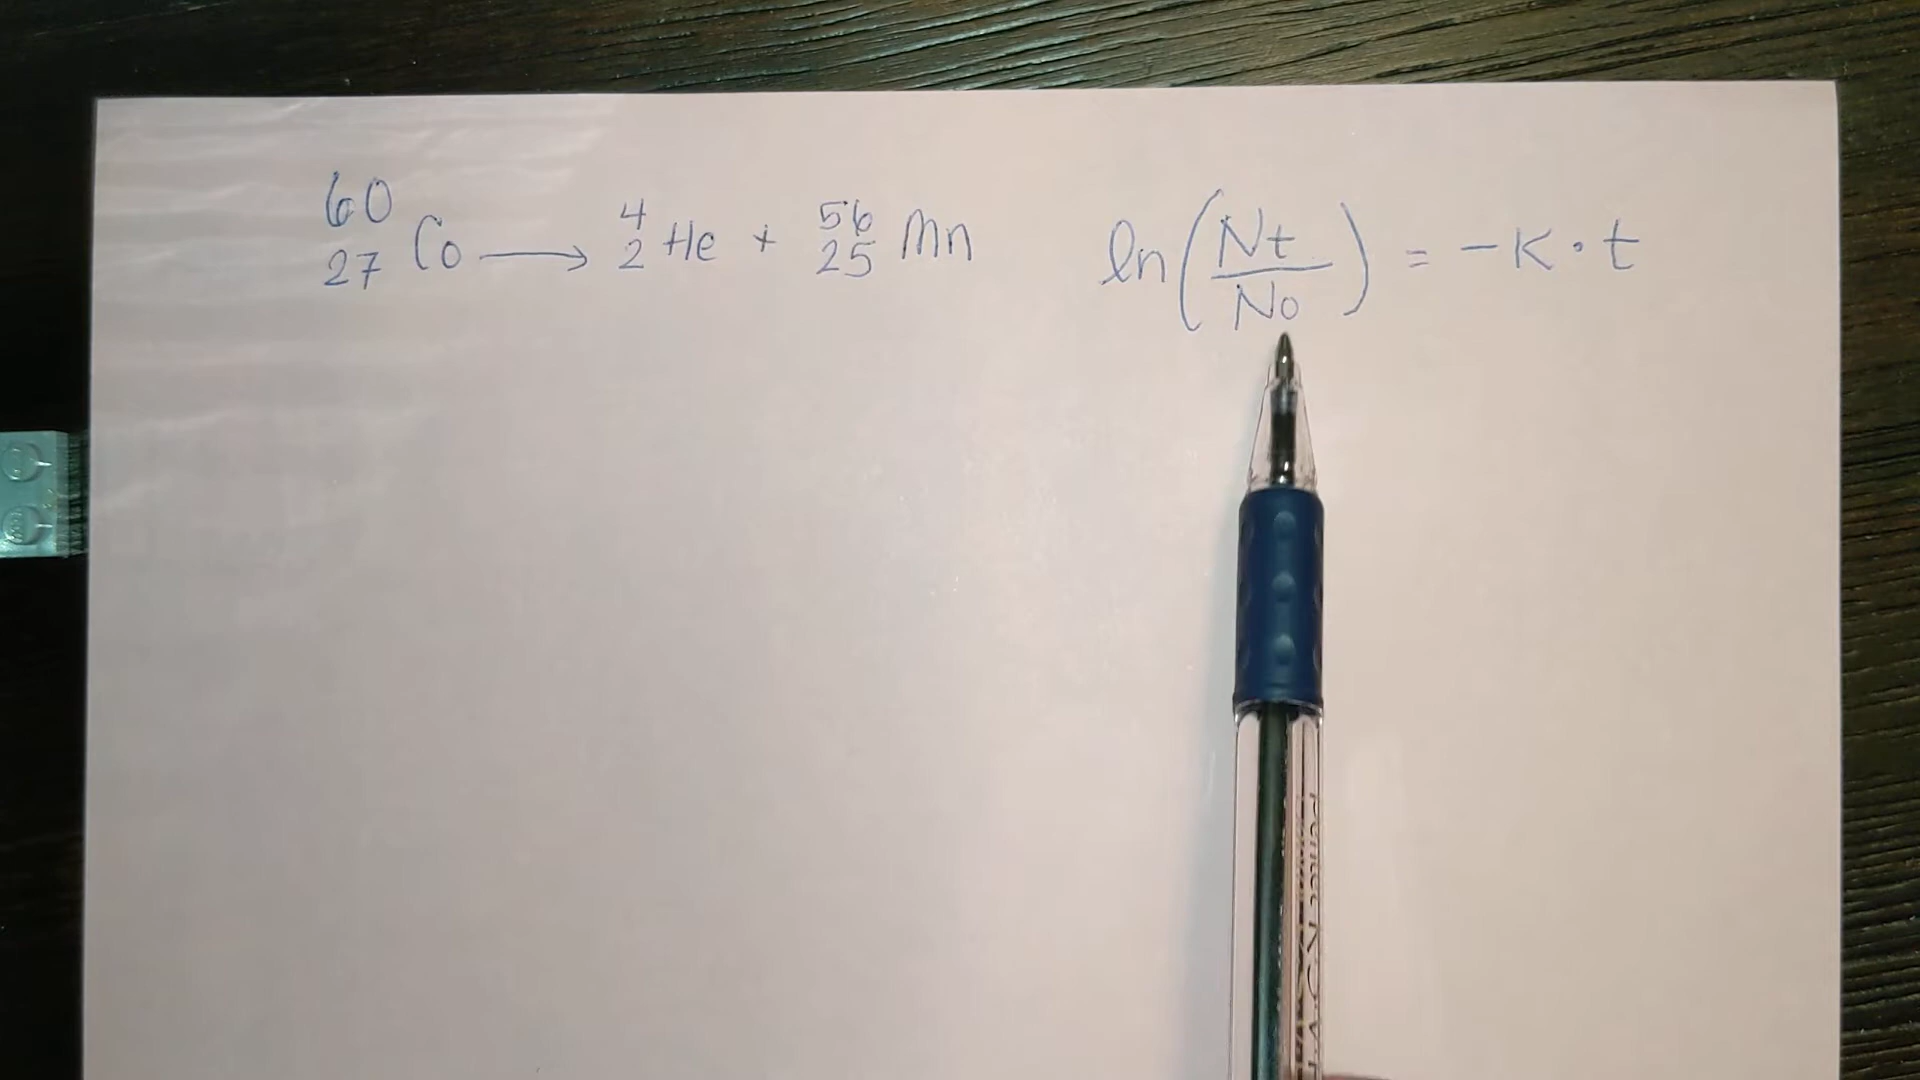 60
27 Co → 4
2 He + 56
25 Mn
ln(Nt/No) = -K·t